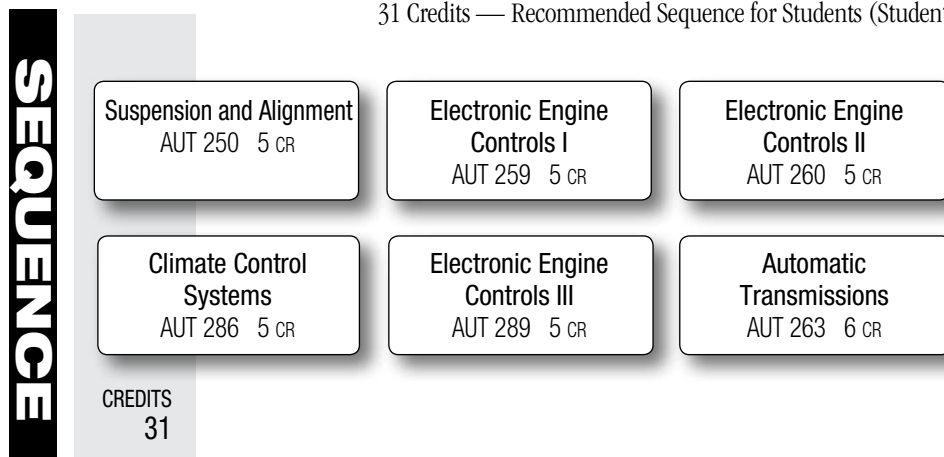 31 Credits — Recommended Sequence for Students (Student
SEQUENCE
Suspension and Alignment
AUT 250 5 CR
Electronic Engine
Controls I
AUT 259 5 CR
Electronic Engine
Controls II
AUT 260 5 CR
Climate Control
Systems
AUT 286 5 CR
Electronic Engine
Controls III
AUT 289 5 CR
Automatic
Transmissions
AUT 263 6 CR
CREDITS
31